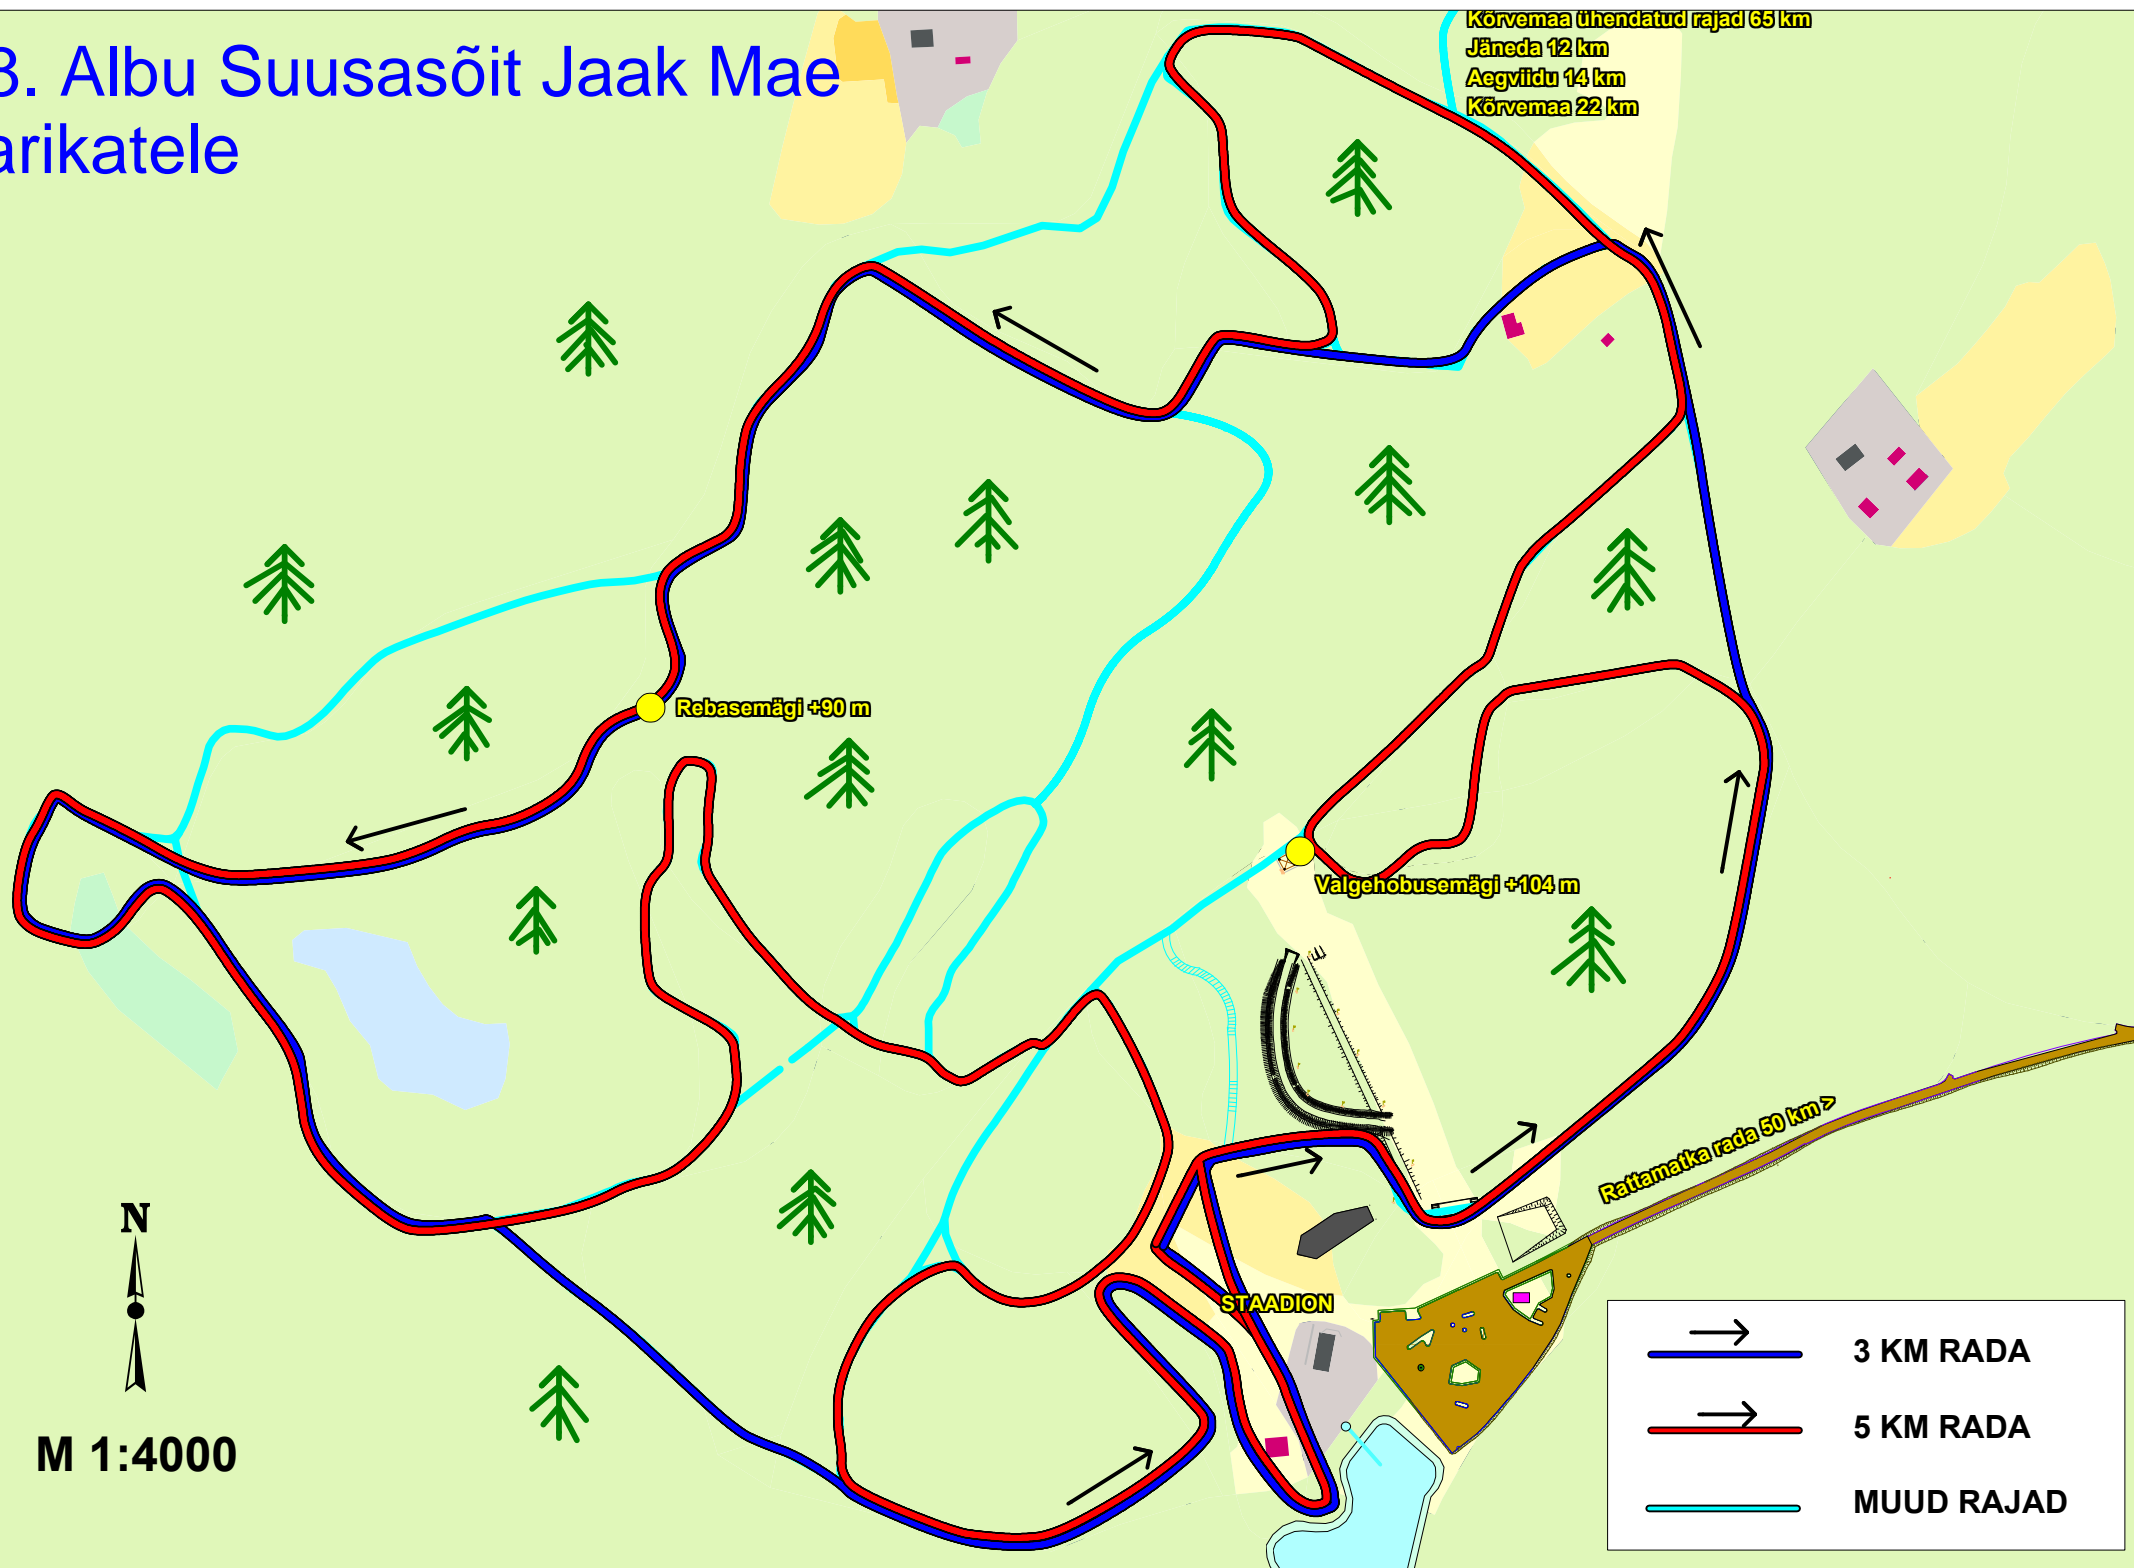 3. Albu Suusasõit Jaak Mae
arikatele
Kõrvemaa ühendatud rajad 65 km
Jäneda 12 km
Aegviidu 14 km
Kõrvemaa 22 km
Rebasemägi +90 m
Valgehobusemägi +104 m
Rattamatka rada 50 km >
STAADION
N
M 1:4000
3 KM RADA
5 KM RADA
MUUD RAJAD